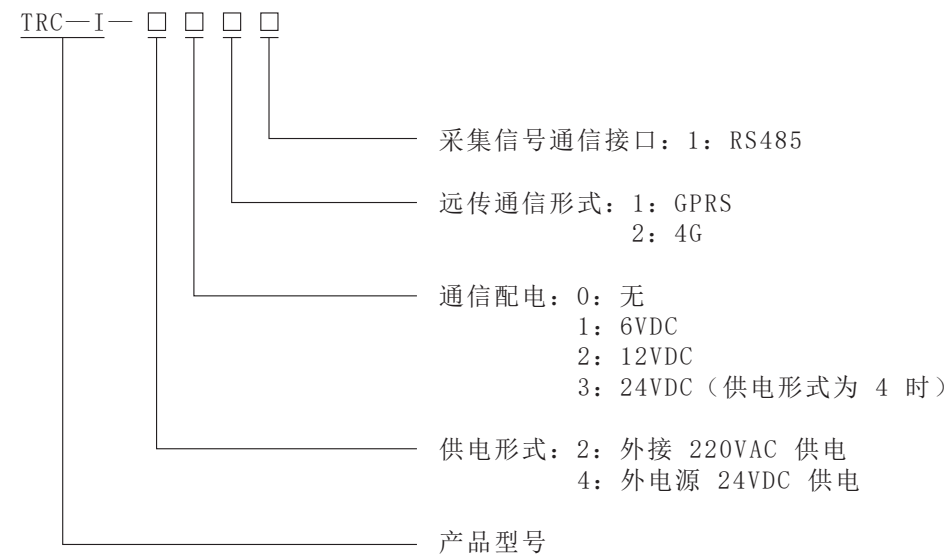 TRC—I— □ □ □ □
采集信号通信接口: 1: RS485
远传通信形式: 1: GPRS
2: 4G
通信配电: 0: 无
1: 6VDC
2: 12VDC
3: 24VDC（供电形式为 4 时）
供电形式: 2: 外接 220VAC 供电
4: 外电源 24VDC 供电
产品型号